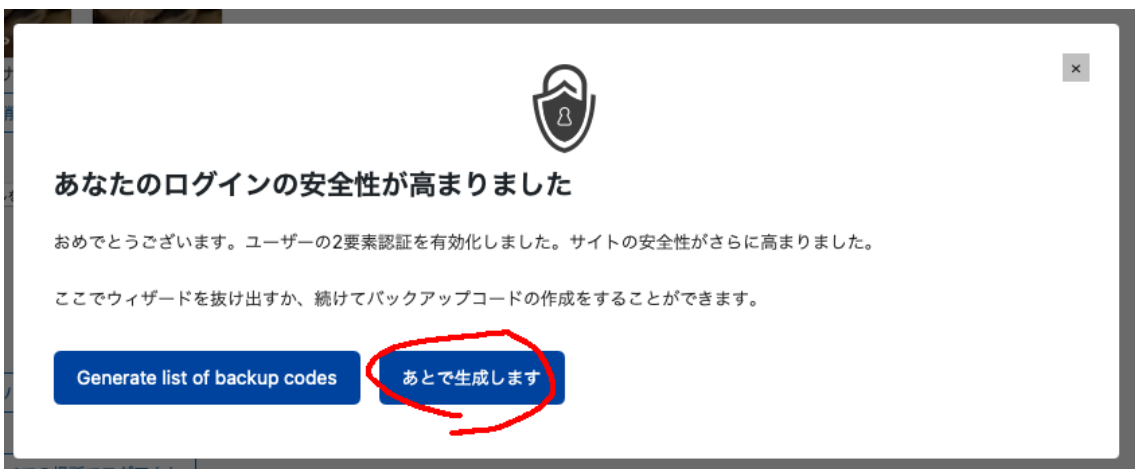 ×
あなたのログインの安全性が高まりました
おめでとうございます。ユーザーの2要素認証を有効化しました。サイトの安全性がさらに高まりました。
ここでウィザードを抜け出すか、続けてバックアップコードの作成をすることができます。
Generate list of backup codes
あとで生成します